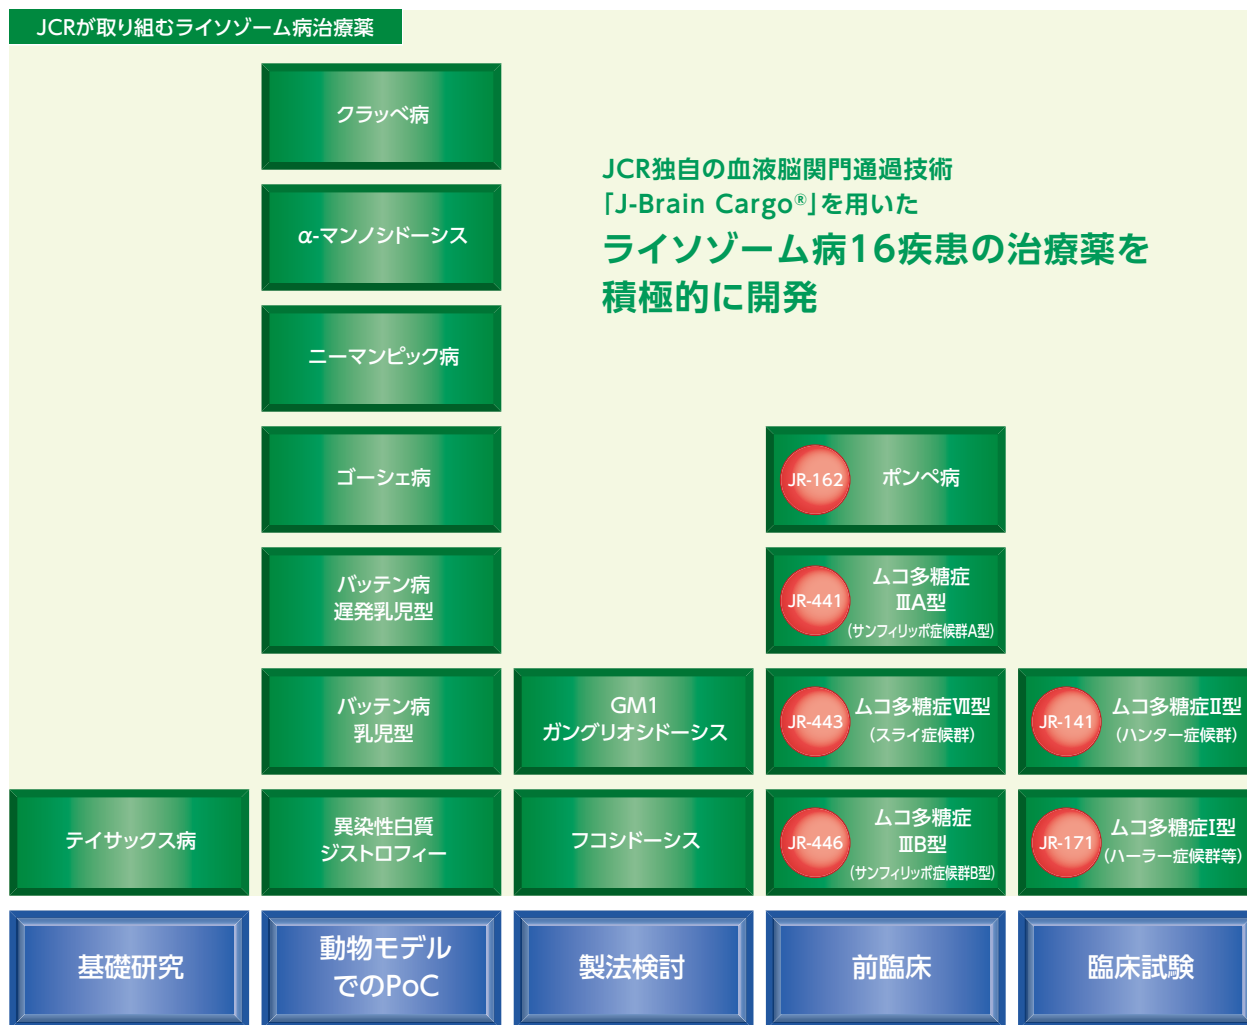 JCRが取り組むライソゾーム病治療薬
クラッベ病
α-マンノシドーシス
ニーマンピック病
ゴーシェ病
バッテン病
遅発乳児型
バッテン病
乳児型
異染性白質
ジストロフィー
テイサックス病
JCR独自の血液脳関門通過技術
「J-Brain Cargo®」を用いた
ライソゾーム病16疾患の治療薬を
積極的に開発
GM1
ガングリオシドーシス
フコシドーシス
JR-162
ポンペ病
JR-441
ムコ多糖症
ⅢA型
(サンフィリッポ症候群A型)
JR-443
ムコ多糖症Ⅶ型
(スライ症候群)
JR-446
ムコ多糖症
ⅢB型
(サンフィリッポ症候群B型)
JR-141
ムコ多糖症Ⅱ型
(ハンター症候群)
JR-171
ムコ多糖症Ⅰ型
(ハーラー症候群等)
基礎研究
動物モデル
でのPoC
製法検討
前臨床
臨床試験